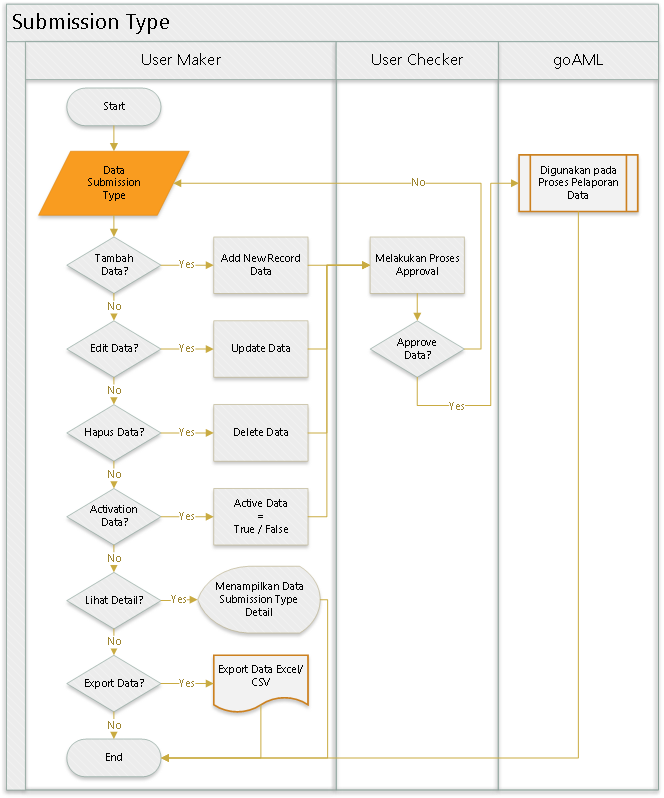 Submission Type
User Maker
User Checker
goAML
Start
Data
Submission
Type
No
Digunakan pada
Proses Pelaporan
Data
Tambah
Data?
Yes
Add New Record
Data
Melakukan Proses
Approval
No
Edit Data?
Yes
Update Data
Approve
Data?
No
Yes
Hapus Data?
Yes
Delete Data
No
Activation
Data?
Yes
Active Data
=
True / False
No
Lihat Detail?
Yes
Menampilkan Data
Submission Type
Detail
No
Export Data?
Yes
Export Data Excel/
CSV
No
End